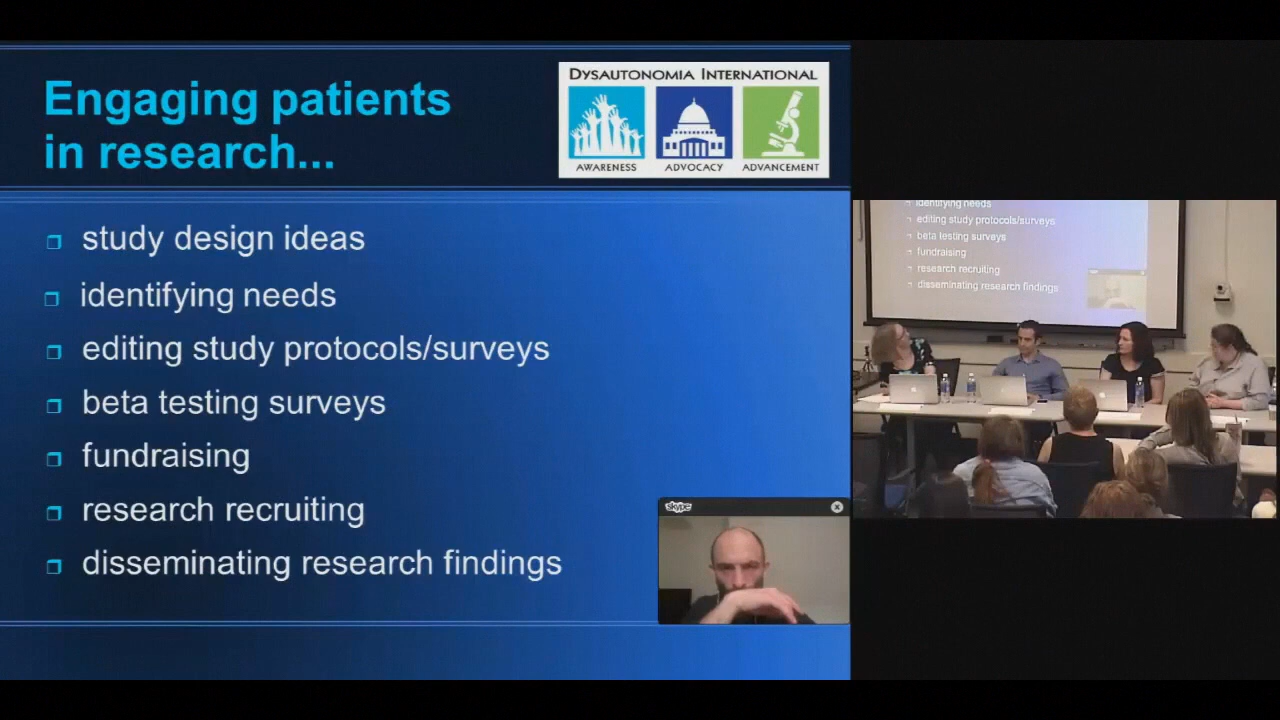 Engaging patients
in research...
DYSAUTONOMIA INTERNATIONAL
AWARENESS
ADVOCACY
ADVANCEMENT
study design ideas
identifying needs
editing study protocols/surveys
beta testing surveys
fundraising
research recruiting
disseminating research findings
skype
identifying needs
editing study protocols/surveys
beta testing surveys
fundraising
research recruiting
disseminating research findings